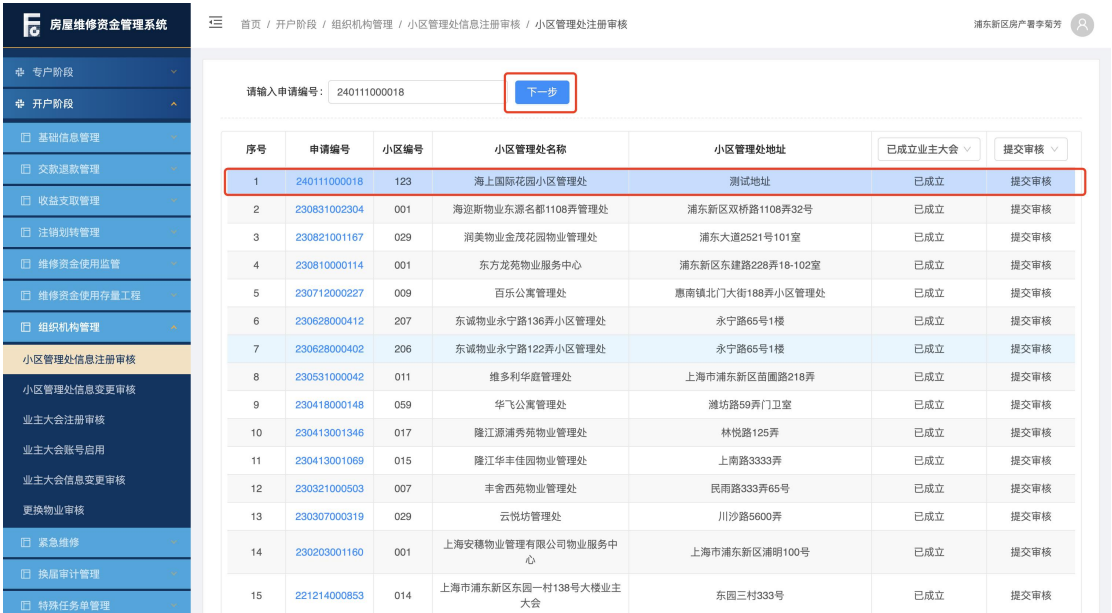 房屋维修资金管理系统
首页 / 开户阶段 / 组织机构管理 / 小区管理处信息注册审核 / 小区管理处注册审核
浦东新区房产署李菊芳
专户阶段
开户阶段
基础信息管理
交款退款管理
收益支取管理
注销划转管理
维修资金使用监管
维修资金使用存量工程
组织机构管理
小区管理处信息注册审核
小区管理处信息变更审核
业主大会注册审核
业主大会账号启用
业主大会信息变更审核
更换物业审核
紧急维修
换届审计管理
特殊任务单管理
请输入申请编号: 240111000018 下一步
序号 申请编号 小区编号 小区管理处名称 小区管理处地址 已成立业主大会 提交审核
1 240111000018 123 海上国际花园小区管理处 测试地址 已成立 提交审核
2 230831002304 001 海迩斯物业东源名都1108弄管理处 浦东新区双桥路1108弄32号 已成立 提交审核
3 230821001167 029 润美物业金茂花园物业管理处 浦东大道2521号101室 已成立 提交审核
4 230810000114 001 东方龙苑物业服务中心 浦东新区东建路228弄18-102室 已成立 提交审核
5 230712000227 009 百乐公寓管理处 惠南镇北门大街188弄小区管理处 已成立 提交审核
6 230628000412 207 东诚物业永宁路136弄小区管理处 永宁路65号1楼 已成立 提交审核
7 230628000402 206 东诚物业永宁路122弄小区管理处 永宁路65号1楼 已成立 提交审核
8 230531000042 011 维多利华庭管理处 上海市浦东新区苗圃路218弄 已成立 提交审核
9 230418000148 059 华飞公寓管理处 潍坊路59弄门卫室 已成立 提交审核
10 230413001346 017 隆江源浦秀苑物业管理处 林悦路125弄 已成立 提交审核
11 230413001069 015 隆江华丰佳园物业管理处 上南路3333弄 已成立 提交审核
12 230321000503 007 丰舍西苑物业管理处 民雨路333弄65号 已成立 提交审核
13 230307000319 029 云悦坊管理处 川沙路5600弄 已成立 提交审核
14 230203001160 001 上海安穗物业管理有限公司物业服务中 上海市浦东新区浦明100号 已成立 提交审核
心
15 221214000853 014 上海市浦东新区东园一村138号大楼业主 东园三村333号 已成立 提交审核
大会